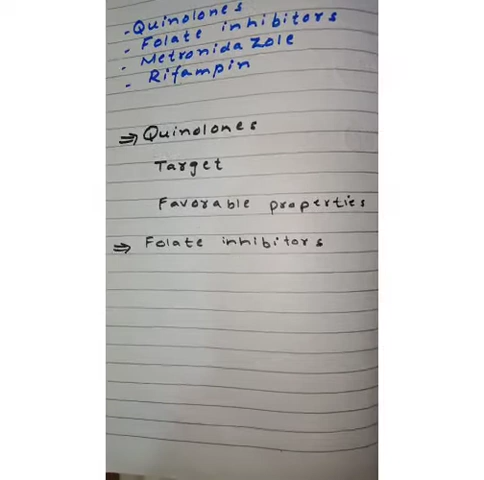 - Quinolones
- Folate inhibitors
- Metronidazole
- Rifampin
⇒ Quinolones
Target
Favorable properties
⇒ Folate inhibitors